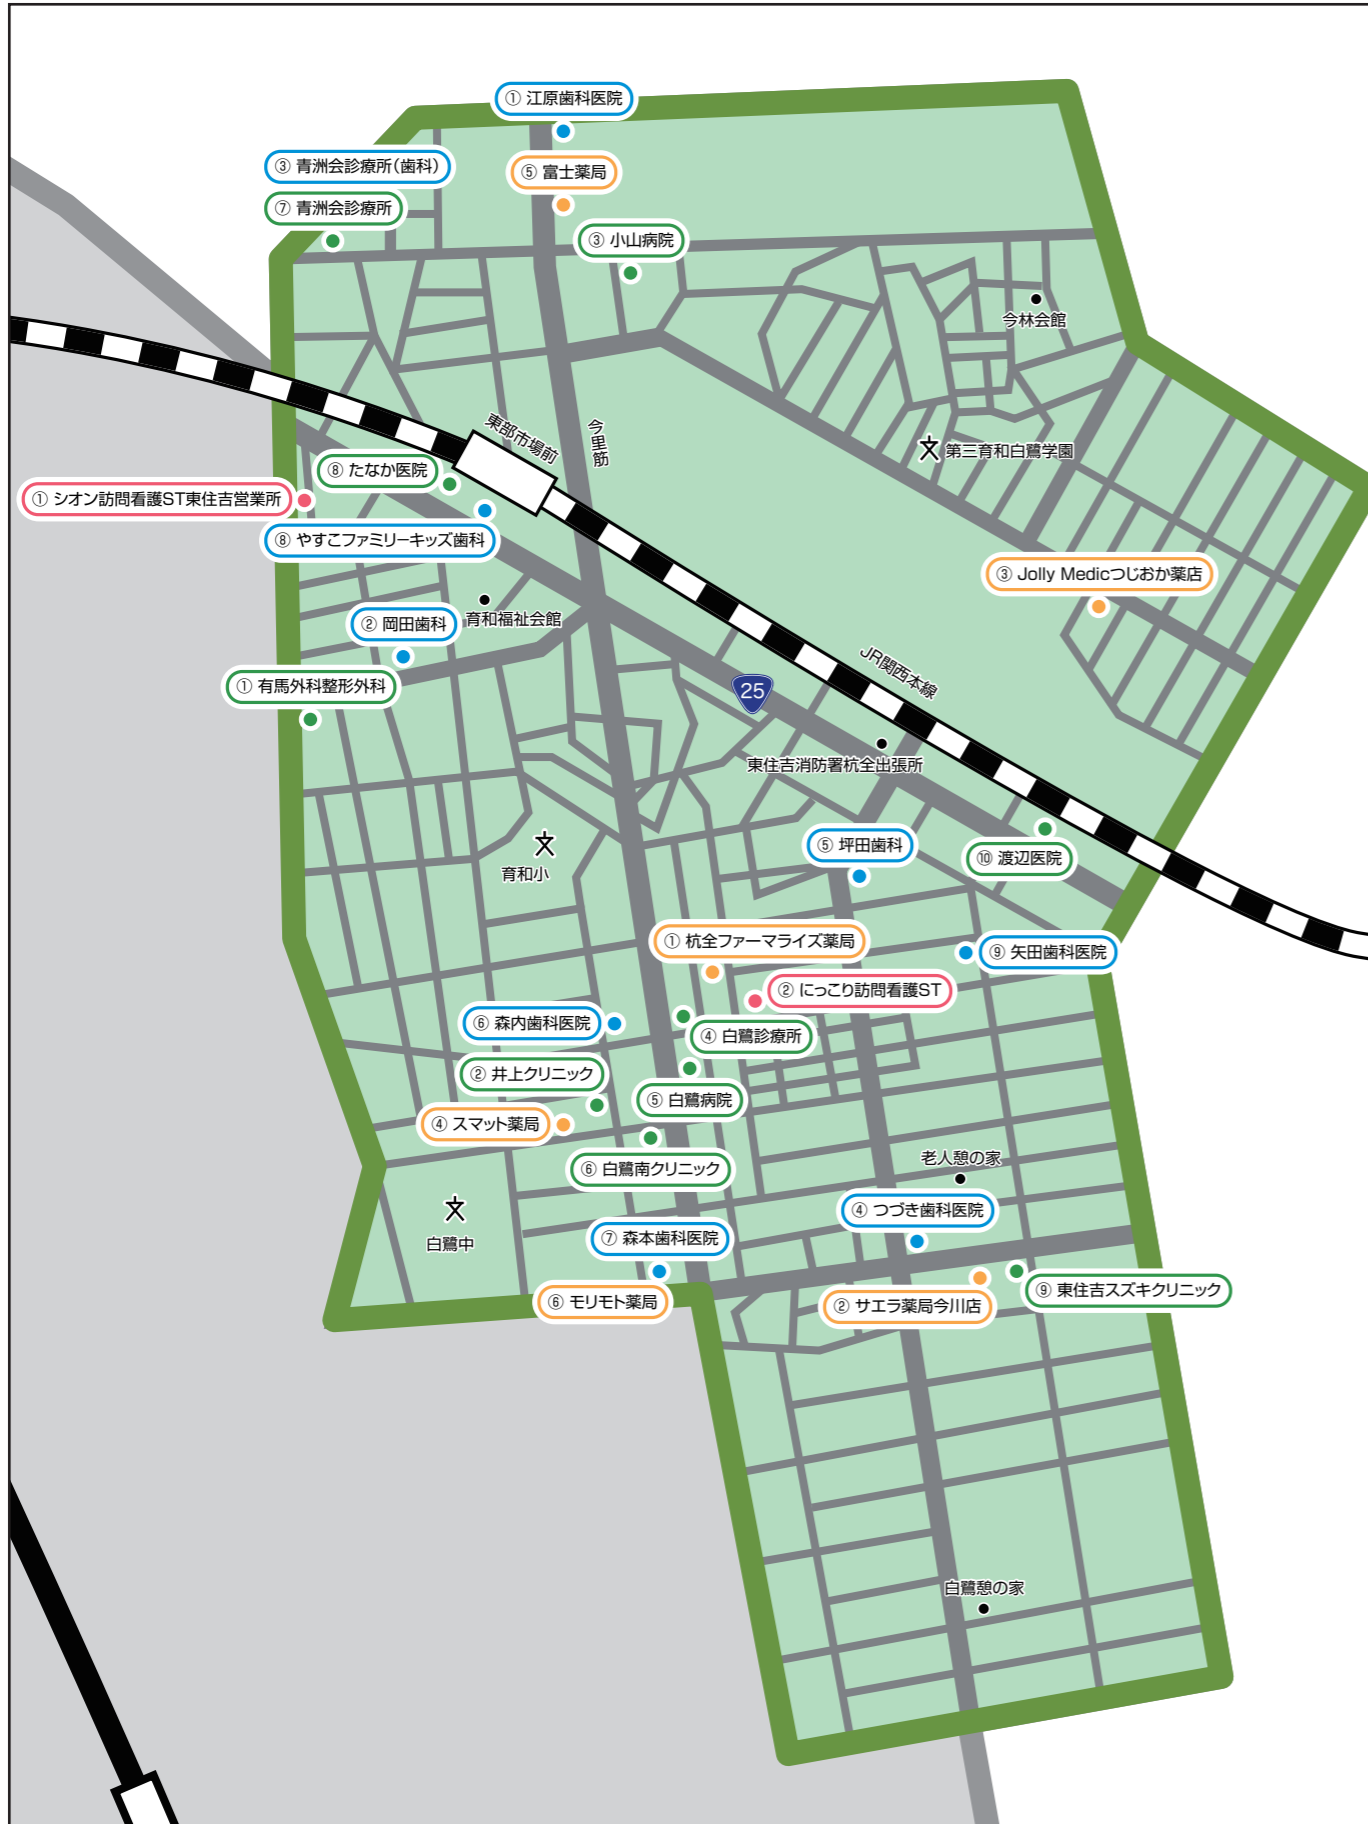 ① 江原歯科医院
③ 青洲会診療所(歯科)
⑤ 富士薬局
⑦ 青洲会診療所
③ 小山病院
今林会館
東部市場前
今里筋
第三育和白鷺学園
⑧ たなか医院
① シオン訪問看護ST東住吉営業所
⑧ やすこファミリーキッズ歯科
③ Jolly Medicつじおか薬店
育和福祉会館
② 岡田歯科
JR関西本線
① 有馬外科整形外科
25
東住吉消防署杭全出張所
⑤ 坪田歯科
⑩ 渡辺医院
育和小
① 杭全ファーマライズ薬局
⑨ 矢田歯科医院
② にっこり訪問看護ST
⑥ 森内歯科医院
④ 白鷺診療所
② 井上クリニック
⑤ 白鷺病院
④ スマット薬局
老人憩の家
⑥ 白鷺南クリニック
④ つづき歯科医院
白鷺中
⑦ 森本歯科医院
⑨ 東住吉スズキクリニック
⑥ モリモト薬局
② サエラ薬局今川店
白鷺憩の家